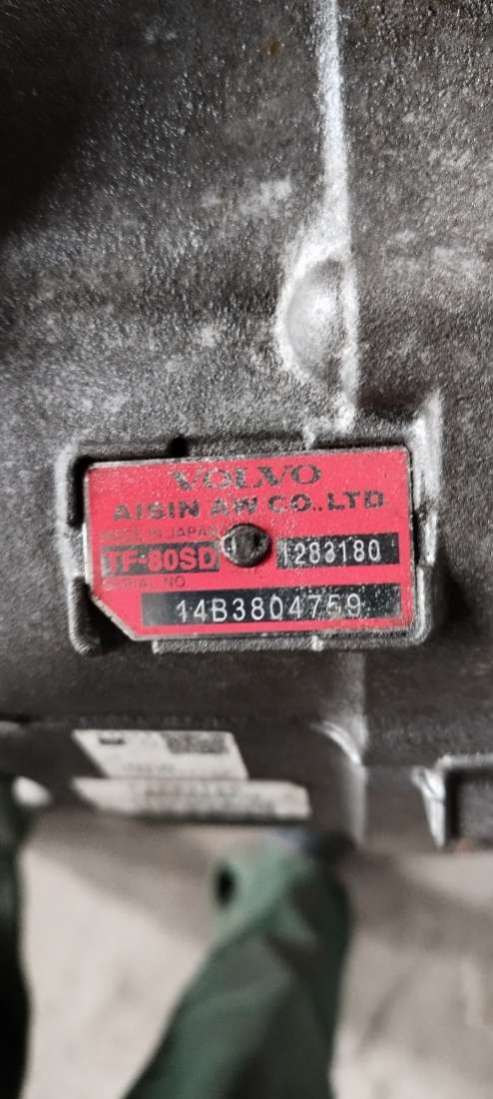 VOLVO
AISIN AW CO.,LTD
MADE IN JAPAN
TF-80SD 1283180
SERIAL NO
14B3804759